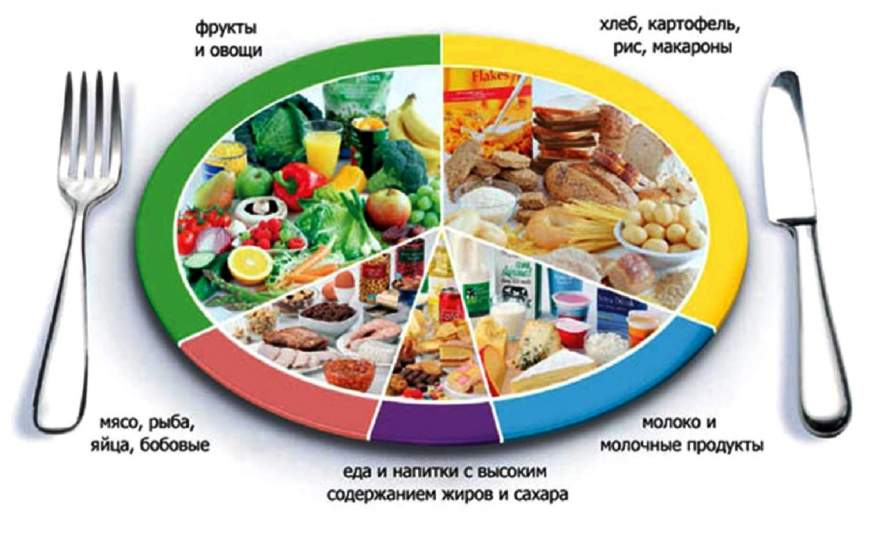 фрукты
и овощи
хлеб, картофель,
рис, макароны
Flakes
мясо, рыба,
яйца, бобовые
молоко и
молочные продукты
еда и напитки с высоким
содержанием жиров и сахара